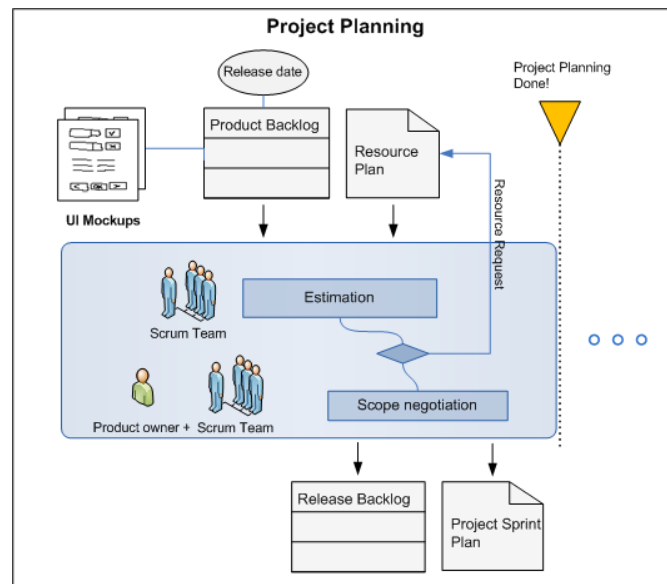 Project Planning
Release date
Project Planning
Done!
Product Backlog
Resource
Plan
UI Mockups
Resource Request
Estimation
Scrum Team
Scope negotiation
Product owner + Scrum Team
Release Backlog
Project Sprint
Plan